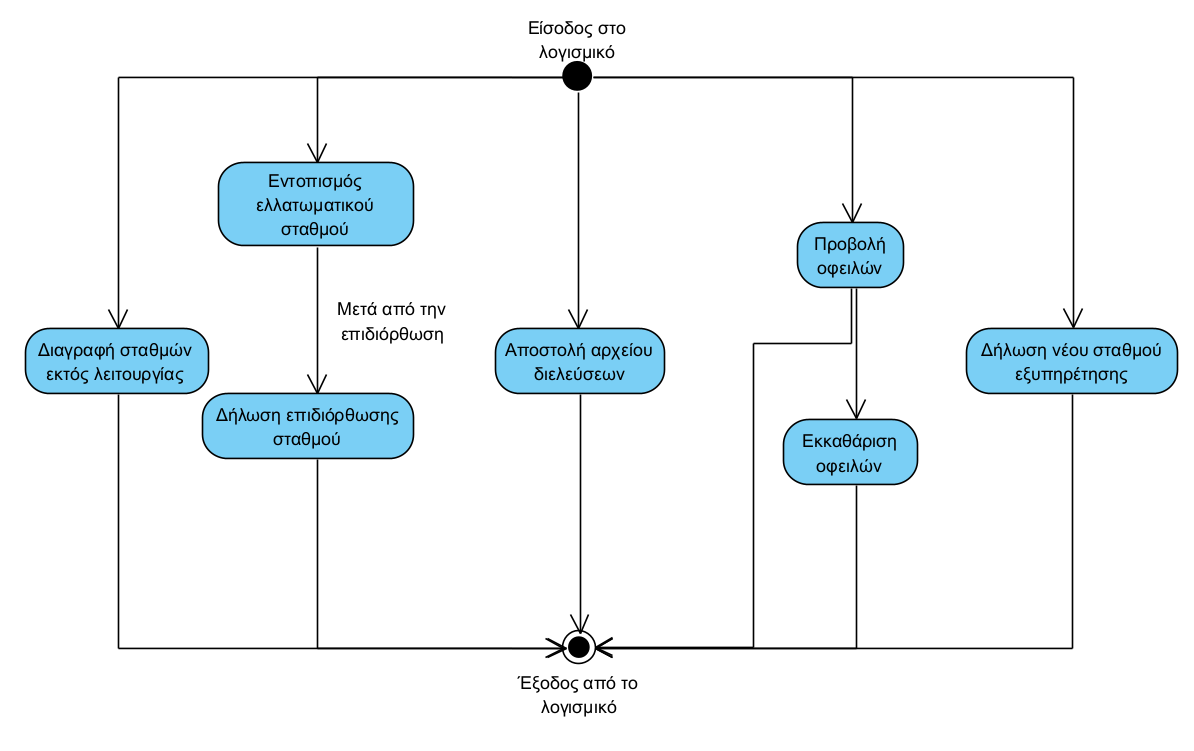 Είσοδος στο
λογισμικό
Εντοπισμός
ελλατωματικού
σταθμού
Προβολή
οφειλών
Μετά από την
επιδιόρθωση
Διαγραφή σταθμών
εκτός λειτουργίας
Αποστολή αρχείου
διελεύσεων
Δήλωση νέου σταθμού
εξυπηρέτησης
Δήλωση επιδιόρθωσης
σταθμού
Εκκαθάριση
οφειλών
Έξοδος από το
λογισμικό